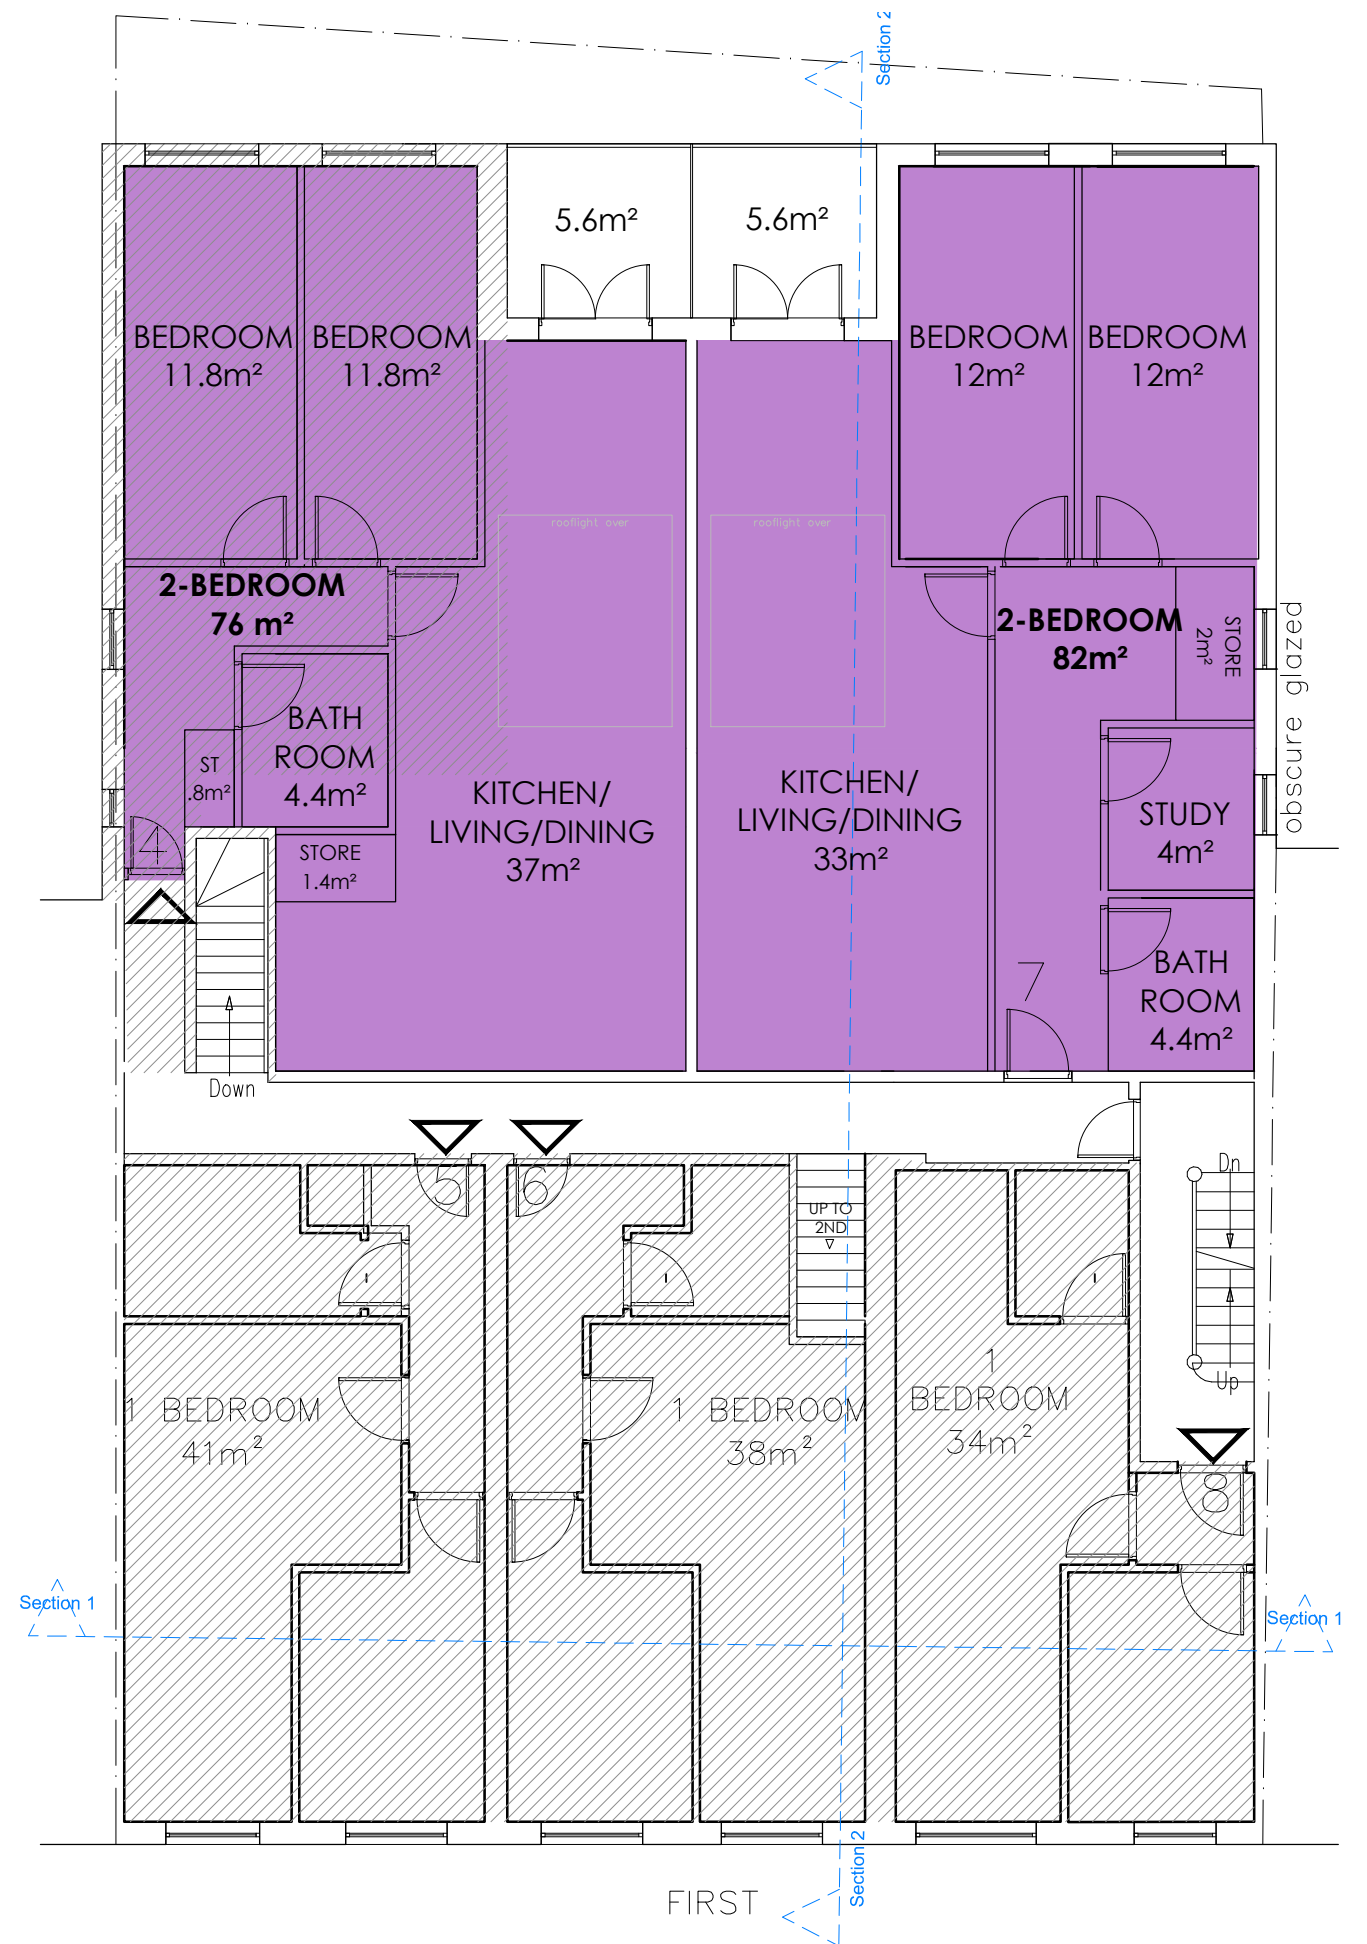 Section 2
5.6m²
5.6m²
BEDROOM
11.8m²
BEDROOM
11.8m²
BEDROOM
12m²
BEDROOM
12m²
rooflight over
rooflight over
2-BEDROOM
76 m²
2-BEDROOM
82m²
STORE
2m²
obscure glazed
BATH
ROOM
4.4m²
ST
.8m²
KITCHEN/
LIVING/DINING
37m²
KITCHEN/
LIVING/DINING
33m²
STUDY
4m²
4
STORE
1.4m²
BATH
ROOM
4.4m²
7
Down
5
6
UP TO
2ND
Dn
Up
1 BEDROOM
41m²
1 BEDROOM
38m²
1
BEDROOM
34m²
8
Section 1
Section 1
Section 2
FIRST